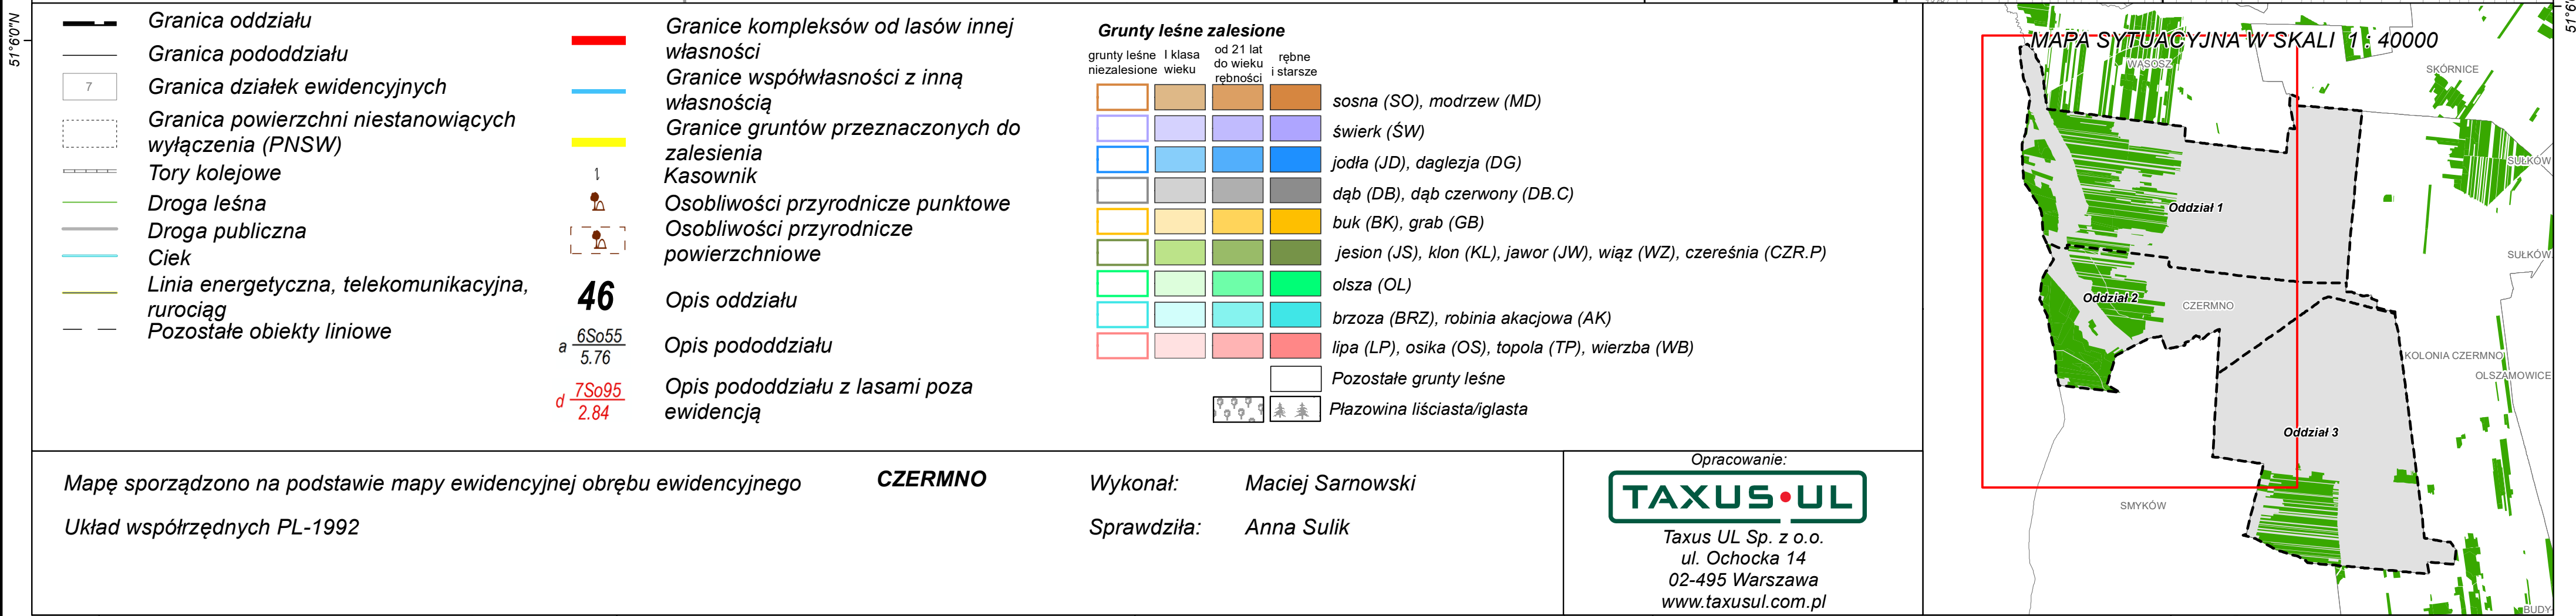 51°6'0"N
Granica oddziału
Granica pododdziału
7
Granica działek ewidencyjnych
Granica powierzchni niestanowiących
wyłączenia (PNSW)
Tory kolejowe
Droga leśna
Droga publiczna
Ciek
Linia energetyczna, telekomunikacyjna,
rurociąg
Pozostałe obiekty liniowe
Granice kompleksów od lasów innej
własności
Granice współwłasności z inną
własnością
Granice gruntów przeznaczonych do
zalesienia
Kasownik
Osobliwości przyrodnicze punktowe
Osobliwości przyrodnicze
powierzchniowe
46
Opis oddziału
a 6So55
5.76
Opis pododdziału
d 7So95
2.84
Opis pododdziału z lasami poza
ewidencją
Grunty leśne zalesione
grunty leśne
niezalesione
I klasa
wieku
od 21 lat
do wieku
rębności
rębne
i starsze
sosna (SO), modrzew (MD)
świerk (ŚW)
jodła (JD), daglezja (DG)
dąb (DB), dąb czerwony (DB.C)
buk (BK), grab (GB)
jesion (JS), klon (KL), jawor (JW), wiąz (WZ), czereśnia (CZR.P)
olsza (OL)
brzoza (BRZ), robinia akacjowa (AK)
lipa (LP), osika (OS), topola (TP), wierzba (WB)
Pozostałe grunty leśne
Płazowina liściasta/iglasta
Mapę sporządzono na podstawie mapy ewidencyjnej obrębu ewidencyjnego CZERMNO
Układ współrzędnych PL-1992
Wykonał: Maciej Sarnowski
Sprawdziła: Anna Sulik
Opracowanie:
TAXUS UL
Taxus UL Sp. z o.o.
ul. Ochocka 14
02-495 Warszawa
www.taxusul.com.pl
MAPA SYTUACYJNA W SKALI 1 : 40000
WĄSOSZ
SKÓRNICE
SUŁKÓW
Oddział 1
SUŁKÓW
Oddział 2
CZERMNO
KOLONIA CZERMNO
OLSZAMOWICE
Oddział 3
SMYKÓW
BUDY